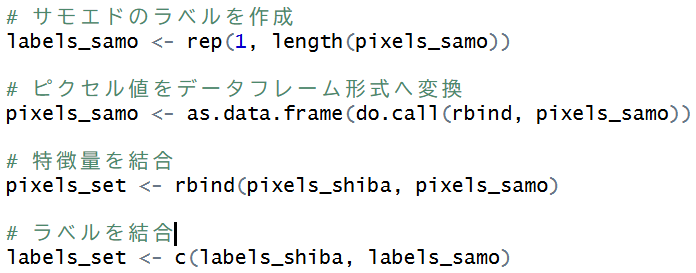 # サモエドのラベルを作成
labels_samo <- rep(1, length(pixels_samo))
# ピクセル値をデータフレーム形式へ変換
pixels_samo <- as.data.frame(do.call(rbind, pixels_samo))
# 特徴量を結合
pixels_set <- rbind(pixels_shiba, pixels_samo)
# ラベルを結合
labels_set <- c(labels_shiba, labels_samo)